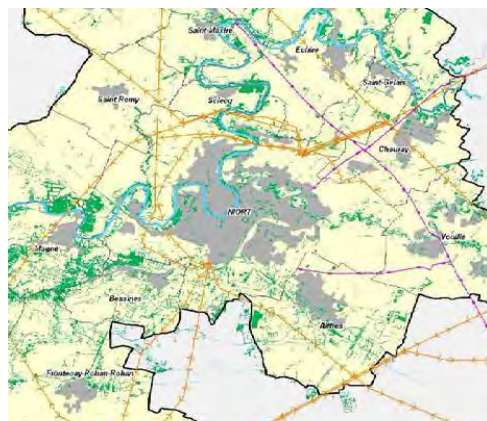 Saint-Maxire
Echiré
Saint-Gelais
Saint Rémy
Sciecq
Chauray
NIORT
Magné
Vouillé
Bessines
Aiffres
Frontenay Rohan-Rohan